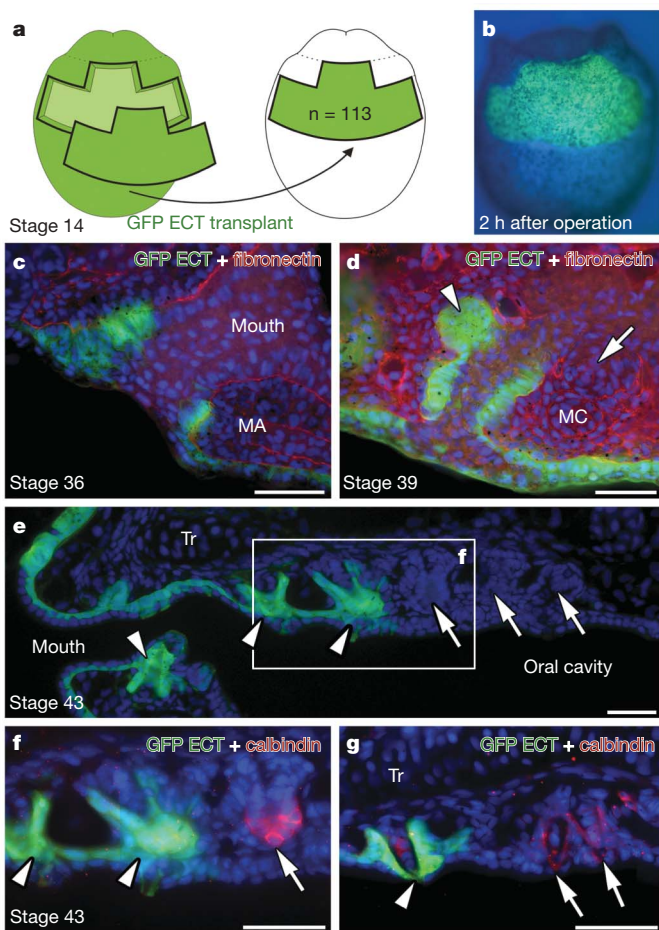 a
n = 113
Stage 14
GFP ECT transplant
b
2 h after operation
c
GFP ECT + fibronectin
Mouth
MA
Stage 36
d
GFP ECT + fibronectin
MC
Stage 39
e
Tr
f
Mouth
Oral cavity
Stage 43
f
GFP ECT + calbindin
Stage 43
g
GFP ECT + calbindin
Tr